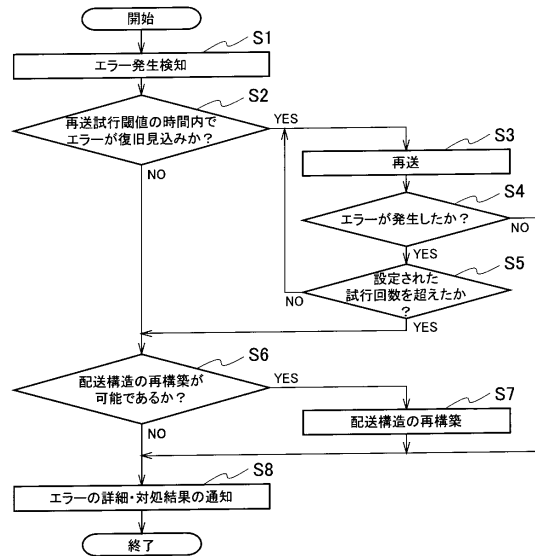 開始
S1
エラー発生検知
S2
再送試行閾値の時間内で
エラーが復旧見込みか?
YES
NO
S3
再送
S4
エラーが発生したか?
NO
YES
S5
設定された
試行回数を超えたか
?
NO
YES
S6
配送構造の再構築が
可能であるか?
YES
NO
S7
配送構造の再構築
S8
エラーの詳細・対処結果の通知
終了